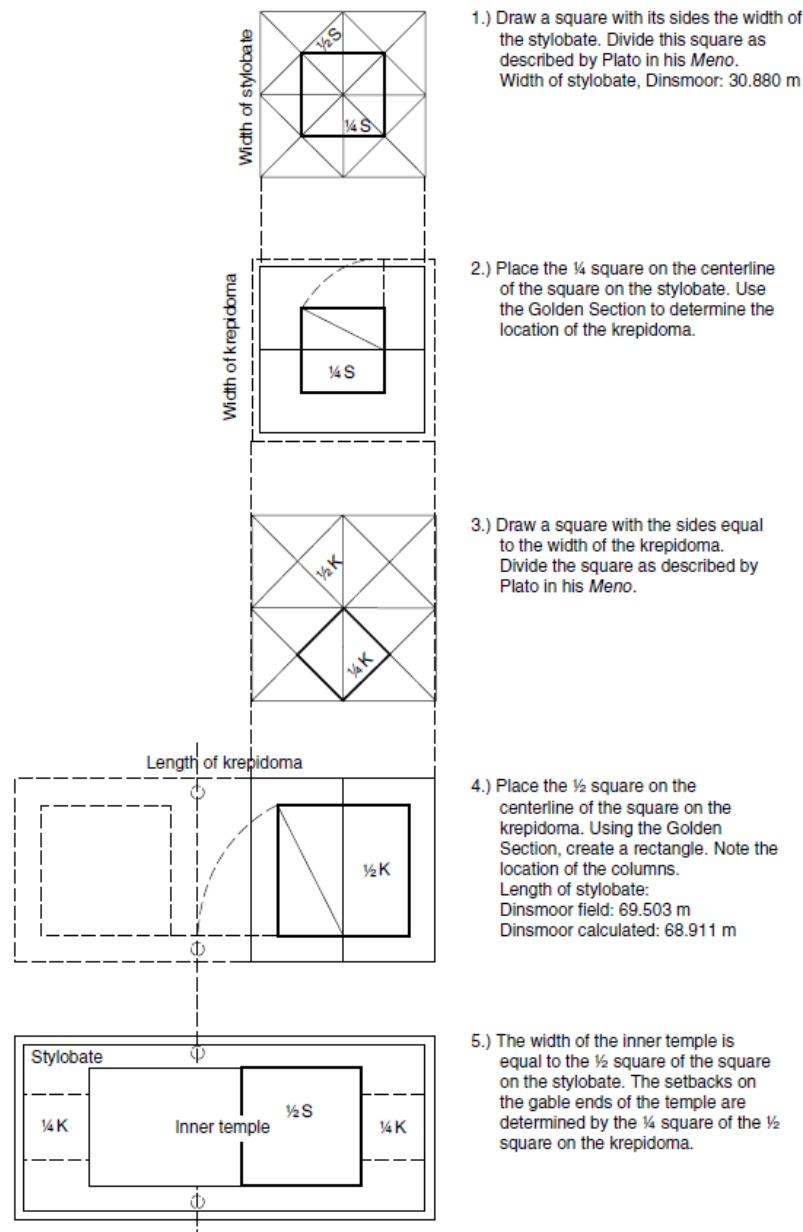 Width of stylobate
½S
¼S
1.) Draw a square with its sides the width of
the stylobate. Divide this square as
described by Plato in his Meno.
Width of stylobate, Dinsmoor: 30.880 m
Width of krepidoma
¼S
2.) Place the ¼ square on the centerline
of the square on the stylobate. Use
the Golden Section to determine the
location of the krepidoma.
½K
¼K
3.) Draw a square with the sides equal
to the width of the krepidoma.
Divide the square as described by
Plato in his Meno.
Length of krepidoma
½K
4.) Place the ½ square on the
centerline of the square on the
krepidoma. Using the Golden
Section, create a rectangle. Note the
location of the columns.
Length of stylobate:
Dinsmoor field: 69.503 m
Dinsmoor calculated: 68.911 m
Stylobate
¼K
Inner temple
½S
¼K
5.) The width of the inner temple is
equal to the ½ square of the square
on the stylobate. The setbacks on
the gable ends of the temple are
determined by the ¼ square of the ½
square on the krepidoma.